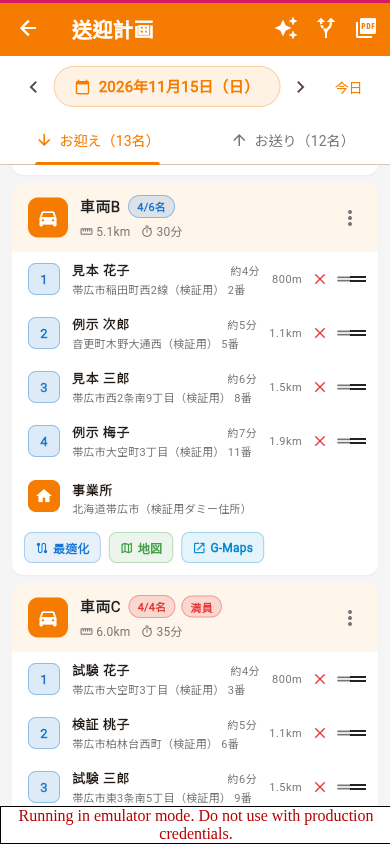 送迎計画
PDF
2026年11月15日（日）
今日
お迎え（13名）
お送り（12名）
車両B 4/6名
5.1km 30分
1 見本 花子 約4分 800m
帯広市稲田町西2線（検証用） 2番
2 例示 次郎 約5分 1.1km
音更町木野大通西（検証用） 5番
3 見本 三郎 約6分 1.5km
帯広市西2条南9丁目（検証用） 8番
4 例示 梅子 約7分 1.9km
帯広市大空町3丁目（検証用） 11番
事業所
北海道帯広市（検証用ダミー住所）
最適化 地図 G-Maps
車両C 4/4名 満員
6.0km 35分
1 試験 花子 約4分 800m
帯広市大空町3丁目（検証用） 3番
2 検証 桃子 約5分 1.1km
帯広市柏林台西町（検証用） 6番
3 試験 三郎 約6分 1.5km
帯広市東3条南5丁目（検証用） 9番
Running in emulator mode. Do not use with production
credentials.